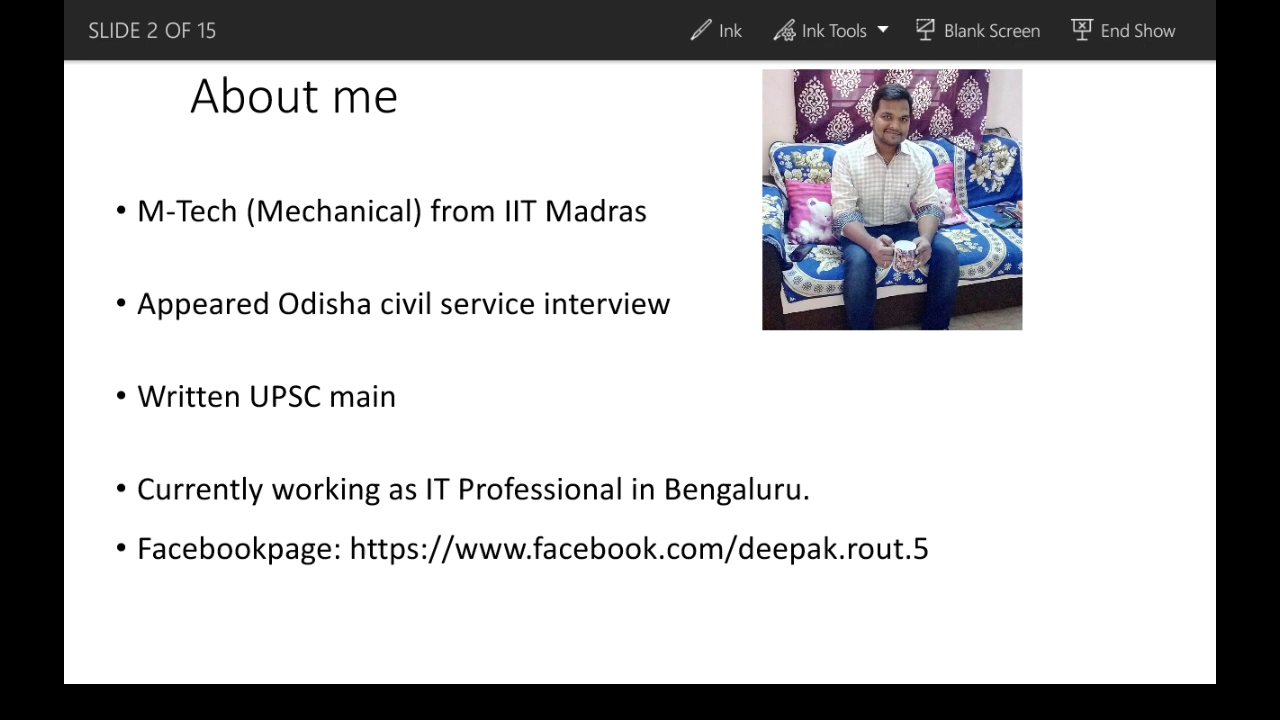 SLIDE 2 OF 15
Ink
Ink Tools
Blank Screen
End Show
About me
• M-Tech (Mechanical) from IIT Madras
• Appeared Odisha civil service interview
• Written UPSC main
• Currently working as IT Professional in Bengaluru.
• Facebookpage: https://www.facebook.com/deepak.rout.5